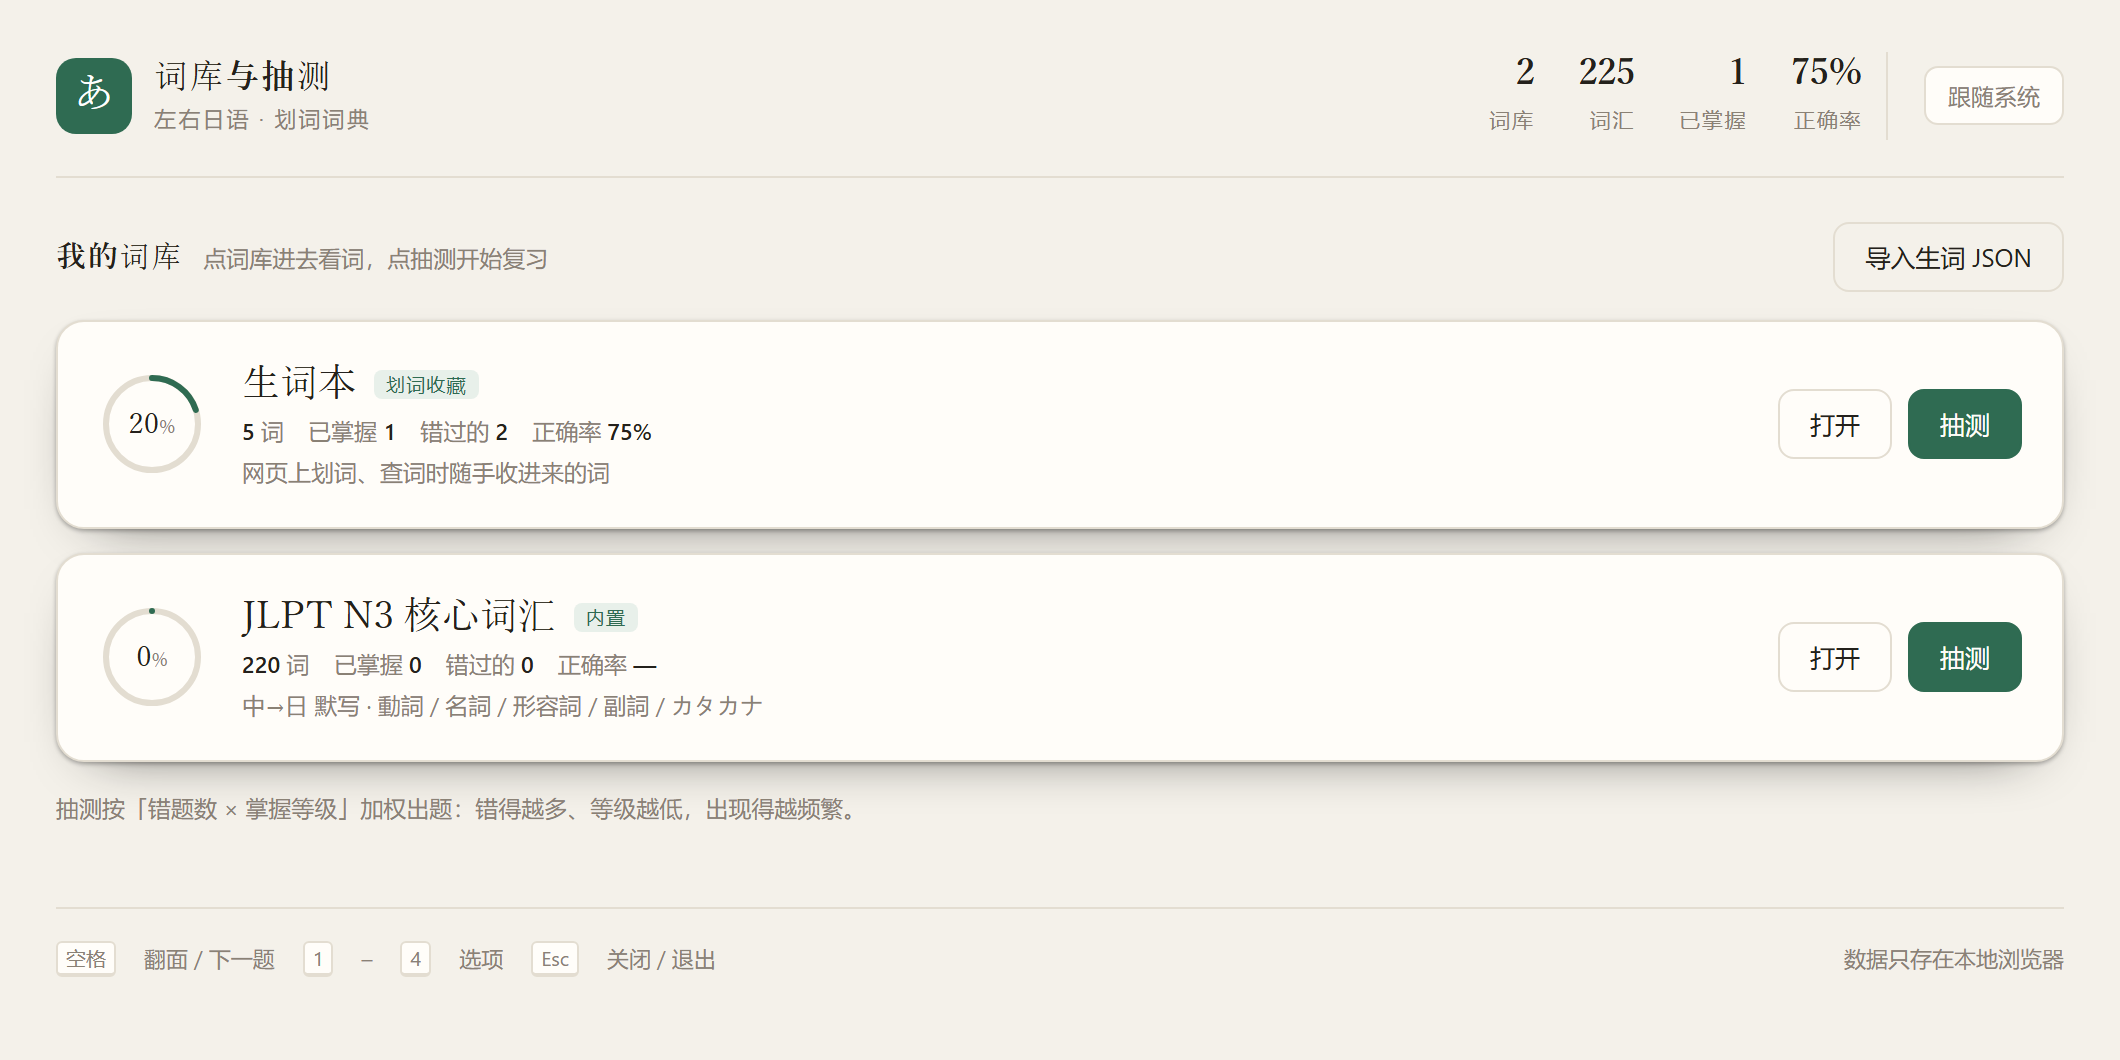 あ
词库与抽测
左右日语 · 划词词典
2 225 1 75%
词库 词汇 已掌握 正确率
跟随系统
我的词库 点词库进去看词，点抽测开始复习
导入生词 JSON
20%
生词本 划词收藏
5 词 已掌握 1 错过的 2 正确率 75%
网页上划词、查词时随手收进来的词
打开 抽测
0%
JLPT N3 核心词汇 内置
220 词 已掌握 0 错过的 0 正确率 —
中→日 默写 · 動詞 / 名詞 / 形容詞 / 副詞 / カタカナ
打开 抽测
抽测按「错题数 × 掌握等级」加权出题：错得越多、等级越低，出现得越频繁。
空格 翻面 / 下一题 1 – 4 选项 Esc 关闭 / 退出
数据只存在本地浏览器